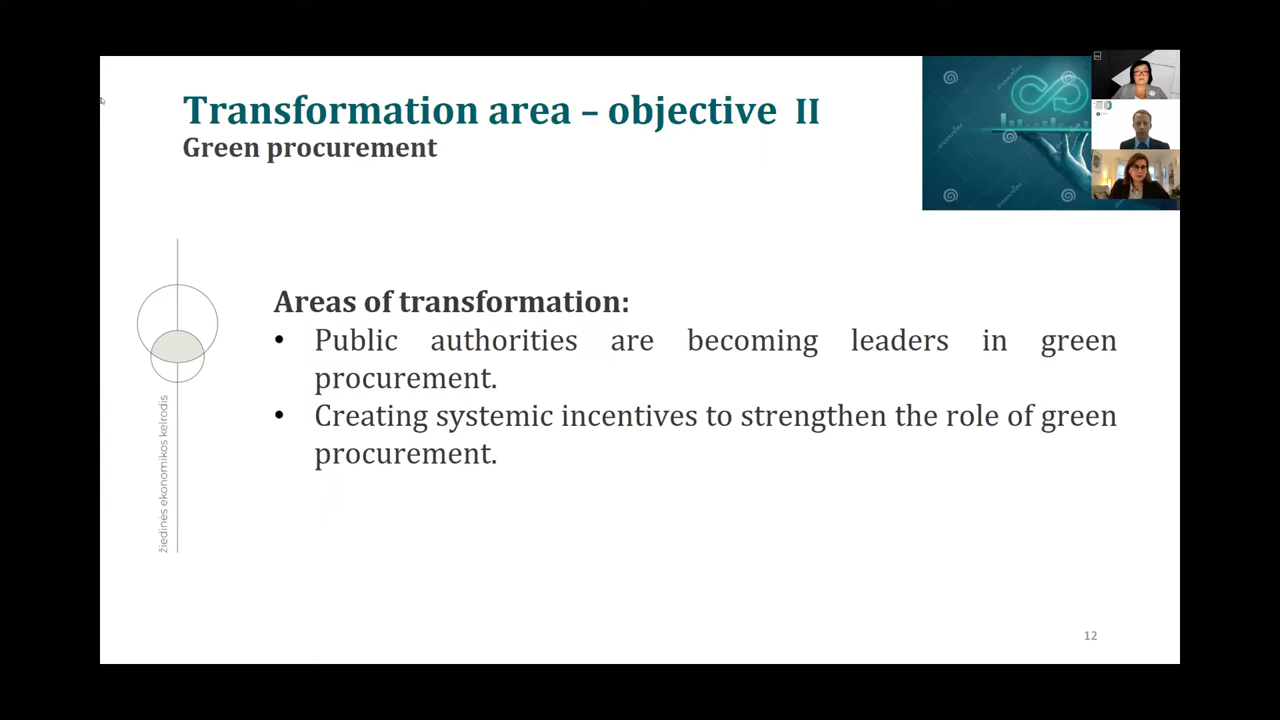 Transformation area – objective II
Green procurement
Areas of transformation:
• Public authorities are becoming leaders in green
procurement.
• Creating systemic incentives to strengthen the role of green
procurement.
žiedinės ekonomikos kelrodis
12